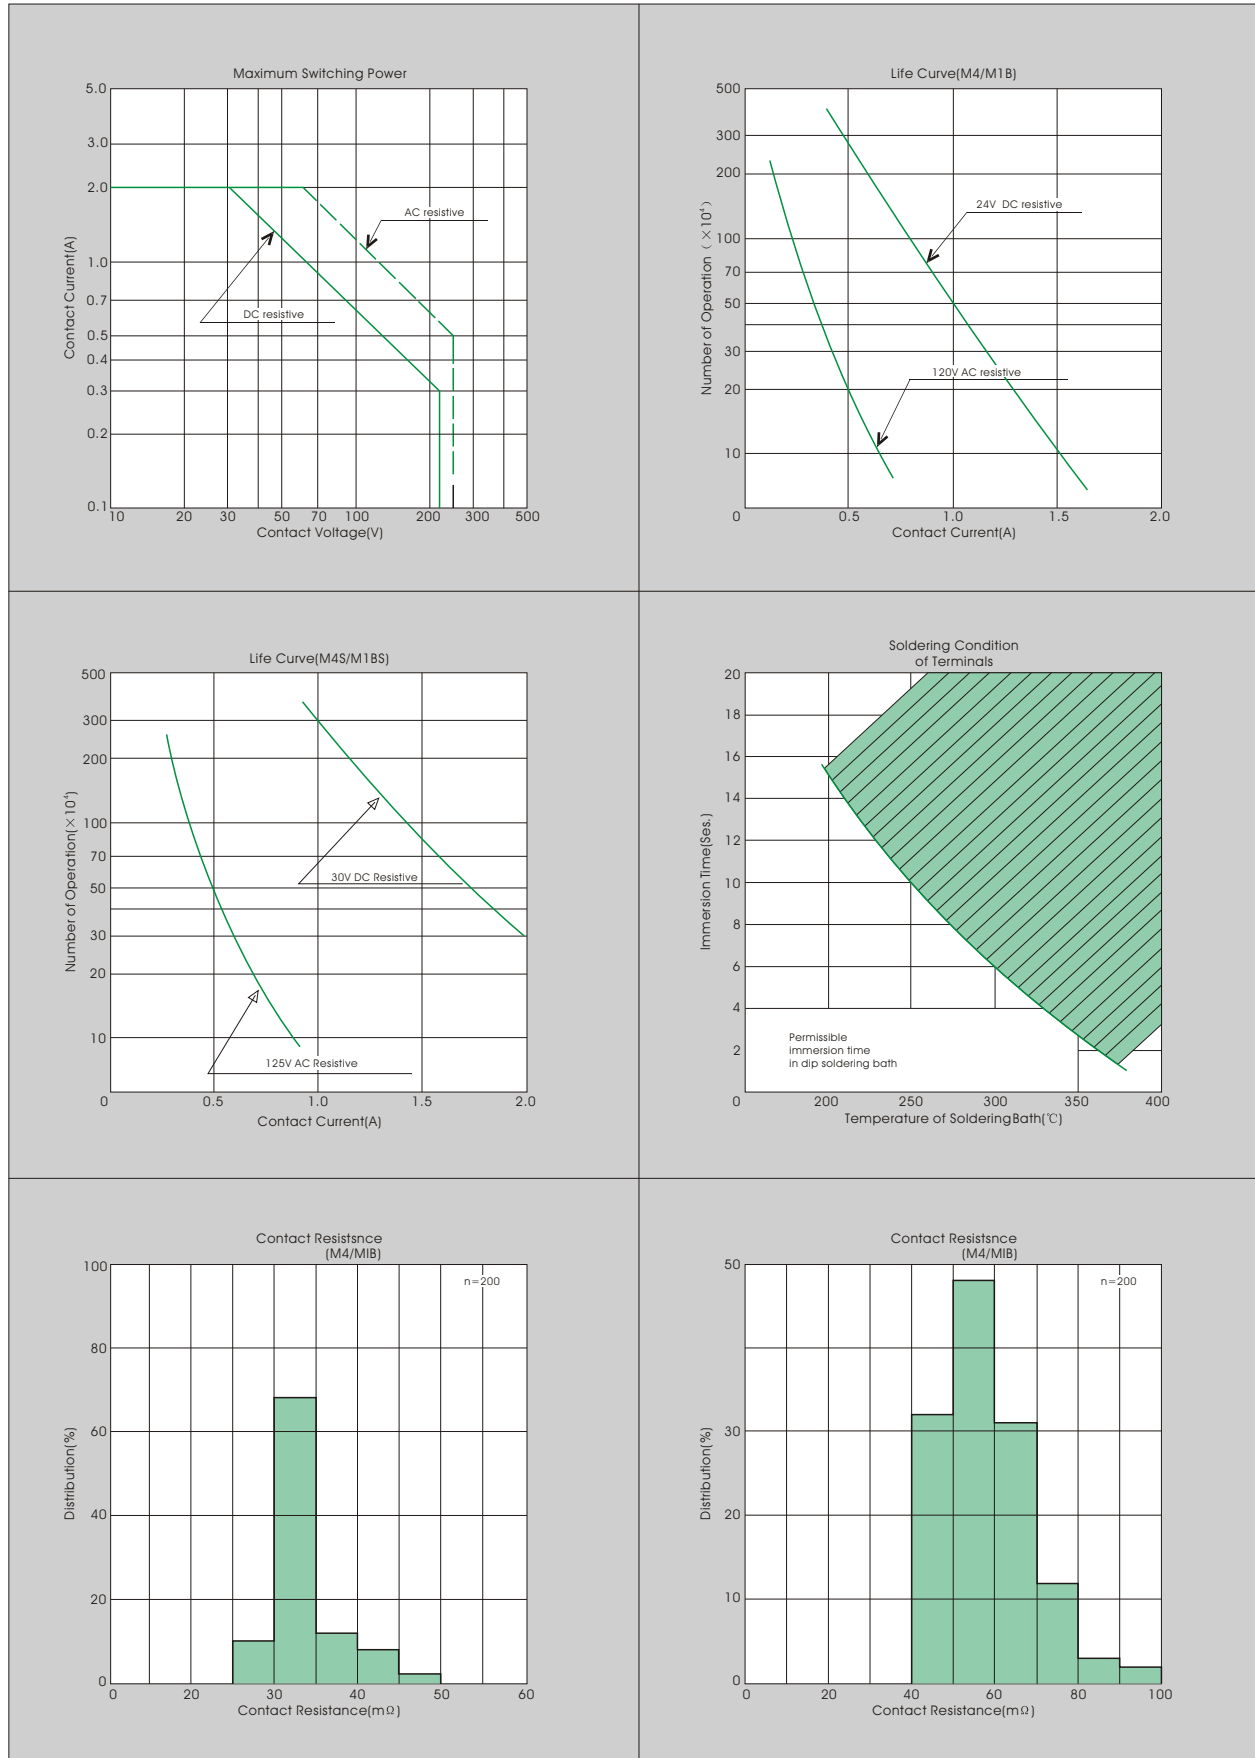 Maximum Switching Power
5.0
3.0
2.0
1.0
0.7
0.5
0.4
0.3
0.2
0.1
Contact Current(A)
AC resistive
DC resistive
10 20 30 50 70 100 200 300 500
Contact Voltage(V)
Life Curve(M4/M1B)
500
300
200
100
70
50
30
20
10
0
Number of Operation (×10⁴)
24V DC resistive
120V AC resistive
0.5 1.0 1.5 2.0
Contact Current(A)
Life Curve(M4S/M1BS)
500
300
200
100
70
50
30
20
10
0
Number of Operation(×10⁴)
30V DC Resistive
125V AC Resistive
0.5 1.0 1.5 2.0
Contact Current(A)
Soldering Condition
of Terminals
20
18
16
14
12
10
8
6
4
2
0
Immersion Time(Ses.)
Permissible
immersion time
in dip soldering bath
200 250 300 350 400
Temperature of SolderingBath(℃)
Contact Resistsnce
(M4/MIB)
n=200
100
80
60
40
20
0
Distribution(%)
0 20 30 40 50 60
Contact Resistance(mΩ)
Contact Resistsnce
(M4/MIB)
n=200
50
30
20
10
0
Distribution(%)
0 20 40 60 80 100
Contact Resistance(mΩ)